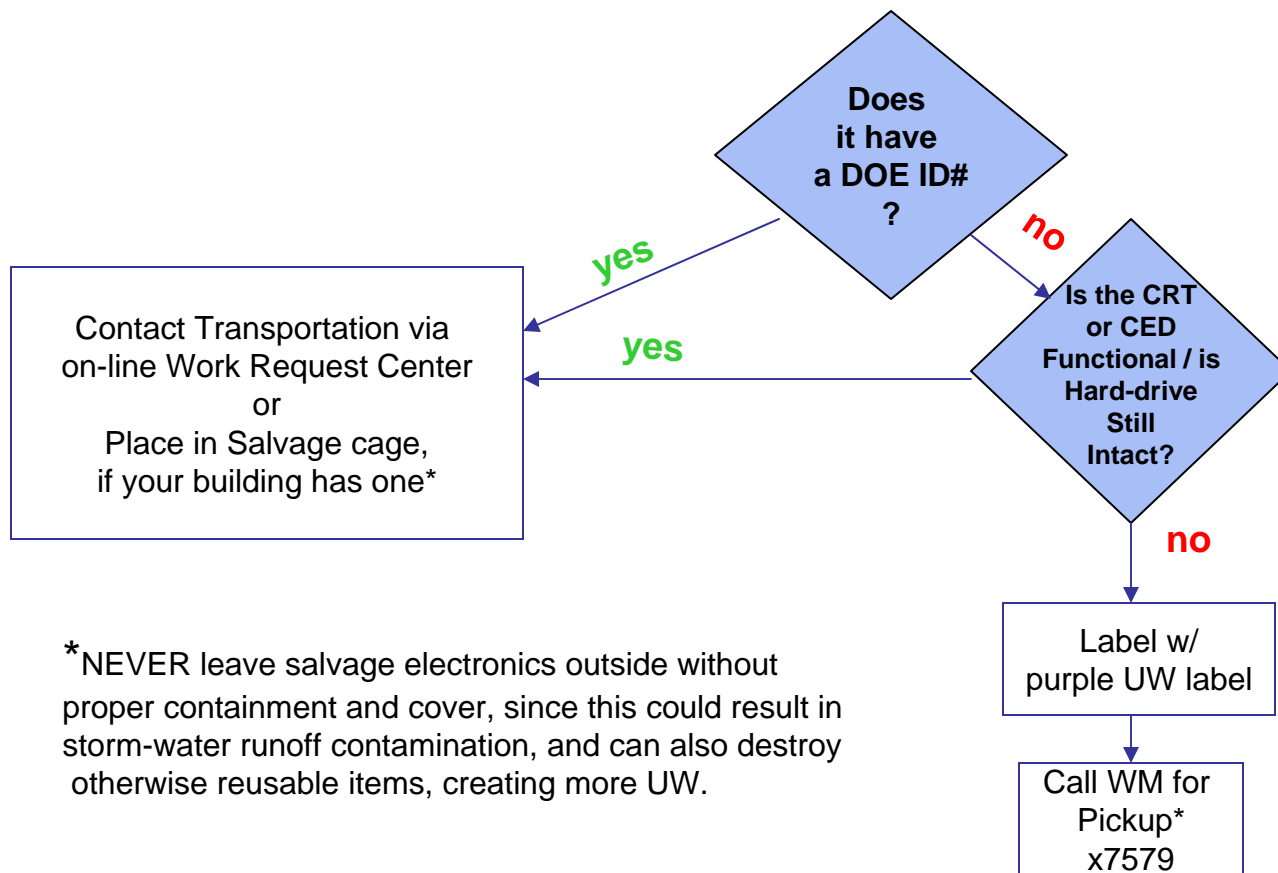 Does
it have
a DOE ID#
?
yes
no
Is the CRT
or CED
Functional / is
Hard-drive
Still
Intact?
yes
Contact Transportation via
on-line Work Request Center
or
Place in Salvage cage,
if your building has one*
no
Label w/
purple UW label
Call WM for
Pickup*
x7579
*NEVER leave salvage electronics outside without
proper containment and cover, since this could result in
storm-water runoff contamination, and can also destroy
otherwise reusable items, creating more UW.